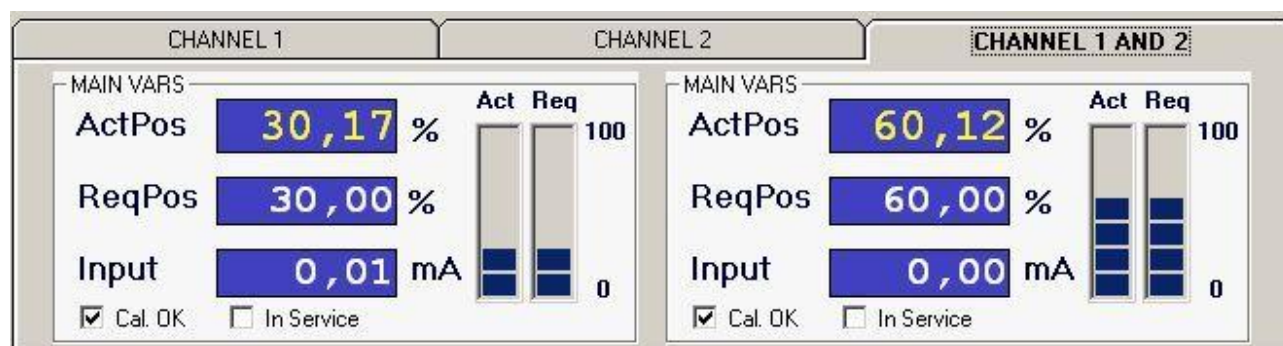 CHANNEL 1 CHANNEL 2 CHANNEL 1 AND 2
MAIN VARS
Act Req
ActPos 30,17 % 100
ReqPos 30,00 %
Input 0,01 mA 0
Cal. OK In Service
MAIN VARS
Act Req
ActPos 60,12 % 100
ReqPos 60,00 %
Input 0,00 mA 0
Cal. OK In Service